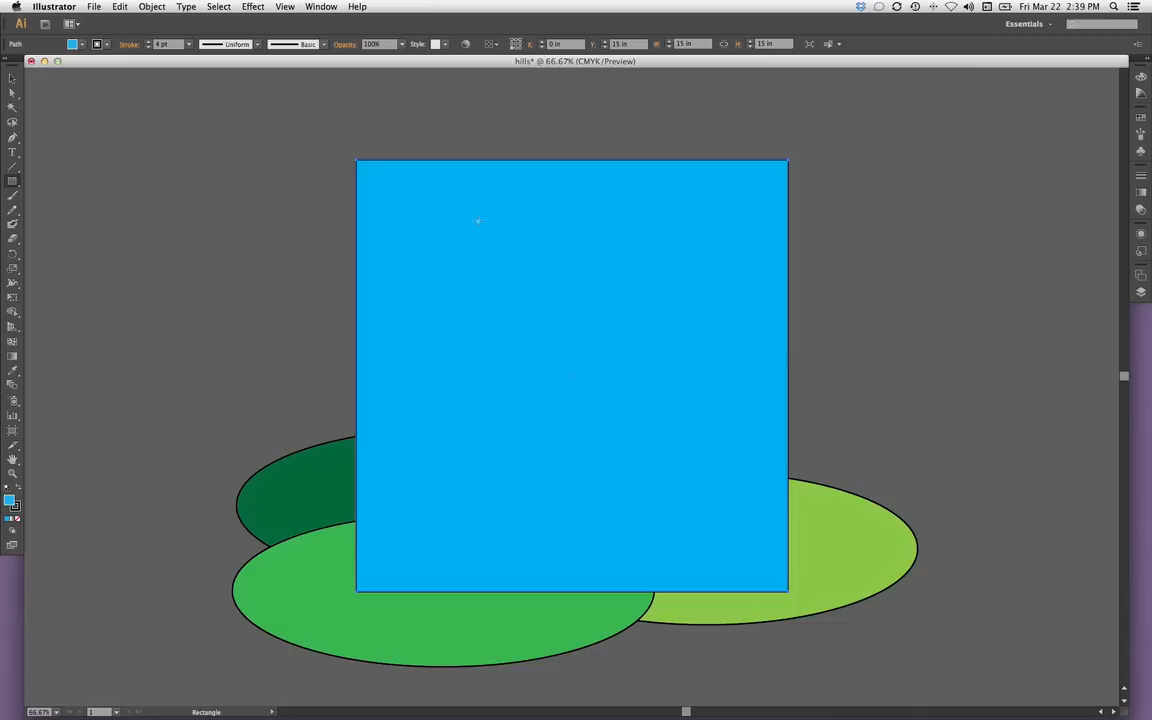 Illustrator File Edit Object Type Select Effect View Window Help Fri Mar 22 2:39 PM
Ai Essentials
Path Stroke: 4 pt Uniform Basic Opacity: 100% Style: X: 0 in Y: 15 in W: 15 in H: 15 in
hills* @ 66.67% (CMYK/Preview)
T
66.67% 1 Rectangle